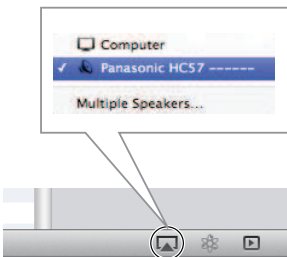 Computer
✓ Panasonic HC57 ------
Multiple Speakers...